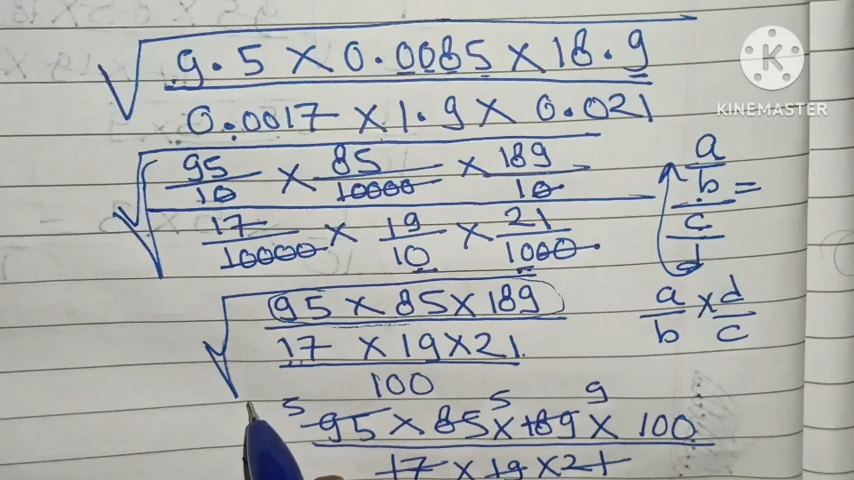 √(9.5 × 0.0085 × 18.9
0.0017 × 1.9 × 0.021)
√(95/10 × 85/10000 × 189/10
17/10000 × 19/10 × 21/1000)
√(95 × 85 × 189
17 × 19 × 21
100)
5 5 9
95 × 85 × 189 × 100
17 × 19 × 21
a
b =
c
d
a/b × d/c
K
KINEMASTER